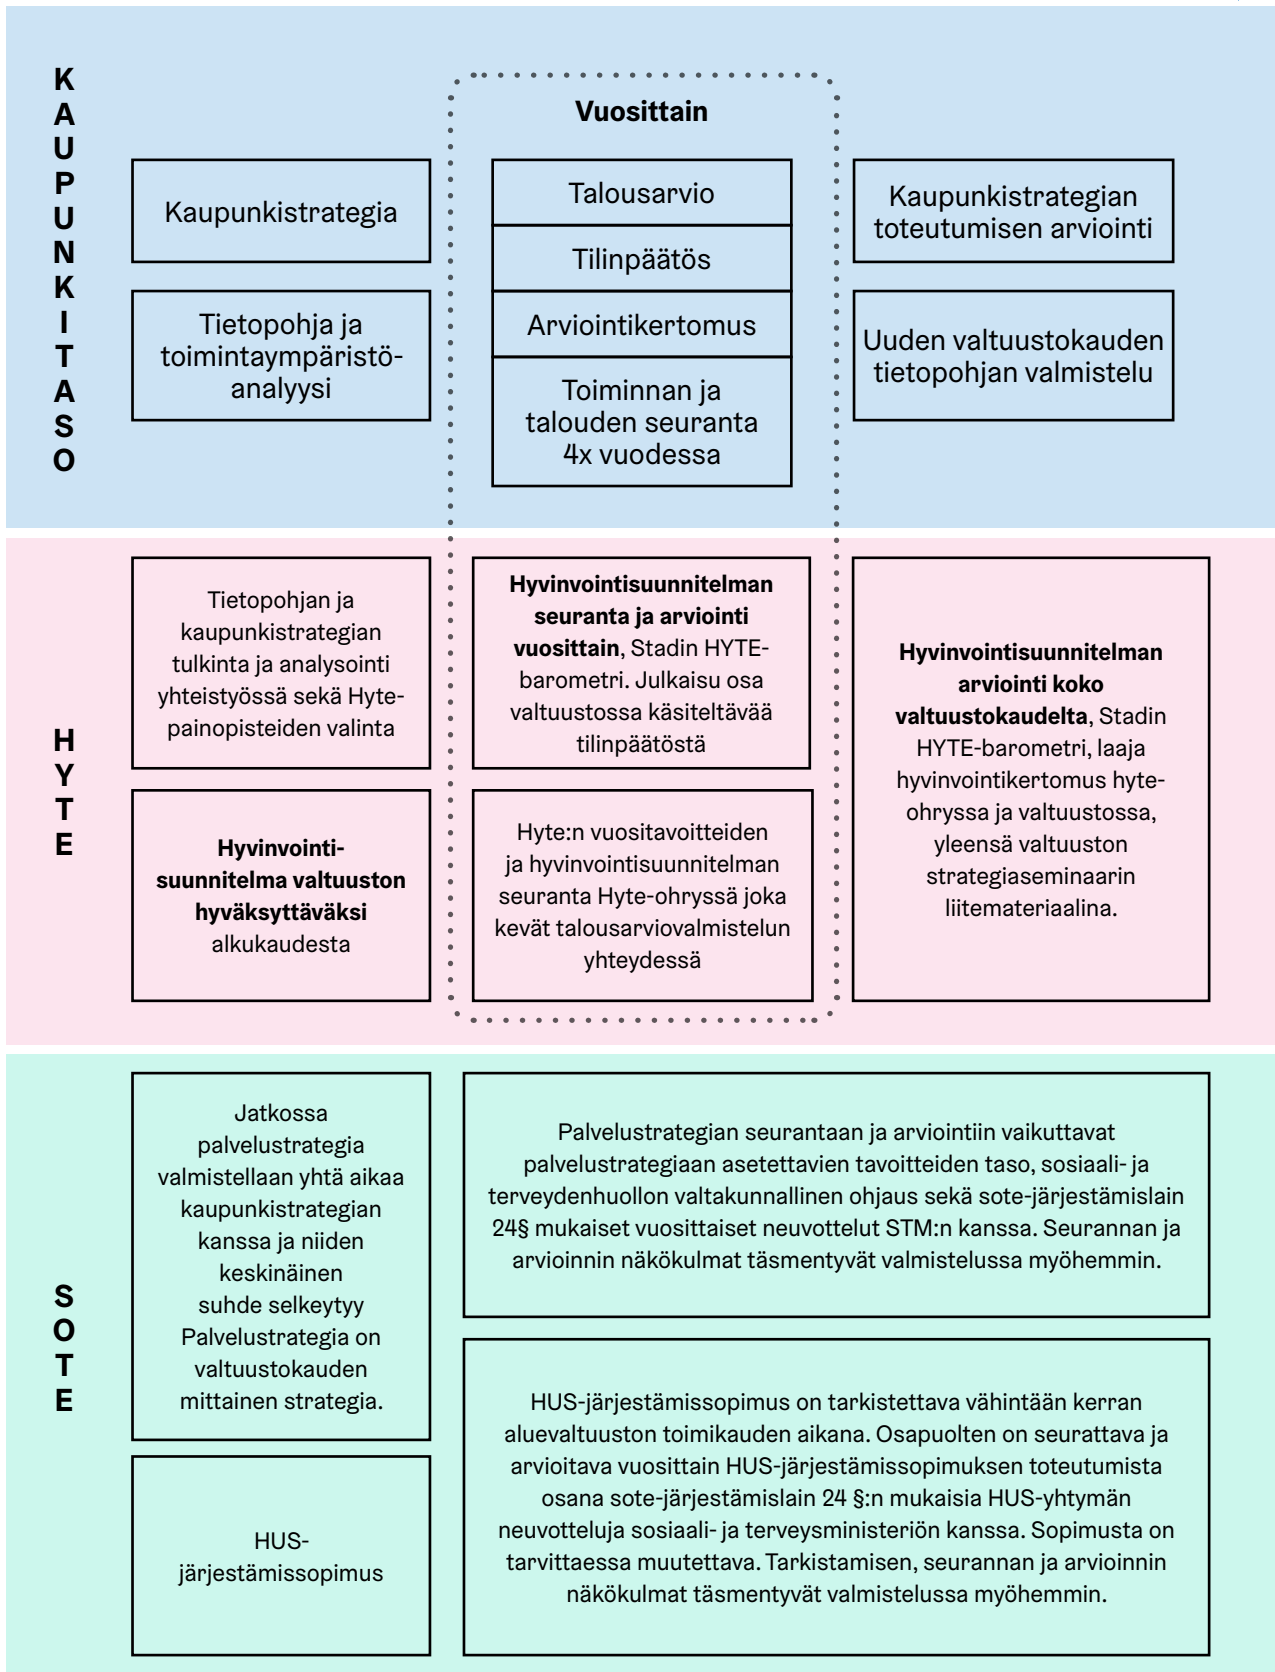 KAUPUNKITASO
Kaupunkistrategia
Tietopohja ja
toimintaympäristö-
analyysi
Vuosittain
Talousarvio
Tilinpäätös
Arviointikertomus
Toiminnan ja
talouden seuranta
4x vuodessa
Kaupunkistrategian
toteutumisen arviointi
Uuden valtuustokauden
tietopohjan valmistelu
HYTE
Tietopohjan ja
kaupunkistrategian
tulkinta ja analysointi
yhteistyössä sekä Hyte-
painopisteiden valinta
Hyvinvointi-
suunnitelma valtuuston
hyväksyttäväksi
alkukaudesta
Hyvinvointisuunnitelman
seuranta ja arviointi
vuosittain, Stadin HYTE-
barometri. Julkaisu osa
valtuustossa käsiteltävää
tilinpäätöstä
Hyte:n vuositavoitteiden
ja hyvinvointisuunnitelman
seuranta Hyte-ohryssä joka
kevät talousarviovalmistelun
yhteydessä
Hyvinvointisuunnitelman
arviointi koko
valtuustokaudelta, Stadin
HYTE-barometri, laaja
hyvinvointikertomus hyte-
ohryssa ja valtuustossa,
yleensä valtuuston
strategiaseminaarin
liitemateriaalina.
SOTE
Jatkossa
palvelustrategia
valmistellaan yhtä aikaa
kaupunkistrategian
kanssa ja niiden
keskinäinen
suhde selkeytyy
Palvelustrategia on
valtuustokauden
mittainen strategia.
HUS-
järjestämissopimus
Palvelustrategian seurantaan ja arviointiin vaikuttavat
palvelustrategiaan asetettavien tavoitteiden taso, sosiaali- ja
terveydenhuollon valtakunnallinen ohjaus sekä sote-järjestämislain
24§ mukaiset vuosittaiset neuvottelut STM:n kanssa. Seurannan ja
arvioinnin näkökulmat täsmentyvät valmistelussa myöhemmin.
HUS-järjestämissopimus on tarkistettava vähintään kerran
aluevaltuuston toimikauden aikana. Osapuolten on seurattava ja
arvioitava vuosittain HUS-järjestämissopimuksen toteutumista
osana sote-järjestämislain 24 §:n mukaisia HUS-yhtymän
neuvotteluja sosiaali- ja terveysministeriön kanssa. Sopimusta on
tarvittaessa muutettava. Tarkistamisen, seurannan ja arvioinnin
näkökulmat täsmentyvät valmistelussa myöhemmin.